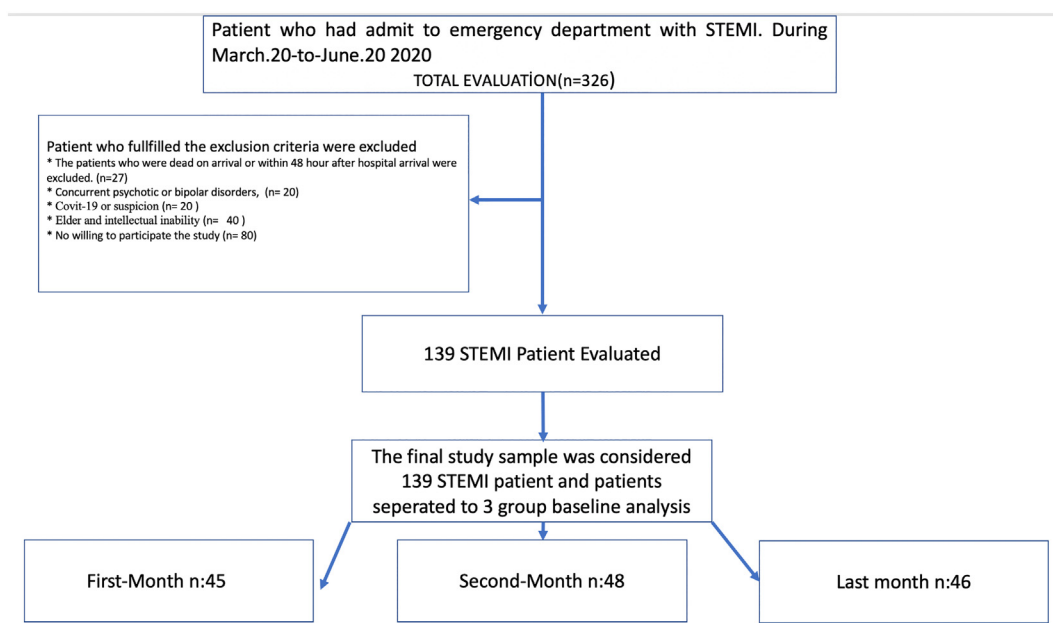 Patient who had admit to emergency department with STEMI. During
March.20-to-June.20 2020
TOTAL EVALUATİON(n=326)
Patient who fullfilled the exclusion criteria were excluded
* The patients who were dead on arrival or within 48 hour after hospital arrival were
excluded. (n=27)
* Concurrent psychotic or bipolar disorders, (n= 20)
* Covit-19 or suspicion (n= 20 )
* Elder and intellectual inability (n= 40 )
* No willing to participate the study (n= 80)
139 STEMI Patient Evaluated
The final study sample was considered
139 STEMI patient and patients
seperated to 3 group baseline analysis
First-Month n:45
Second-Month n:48
Last month n:46